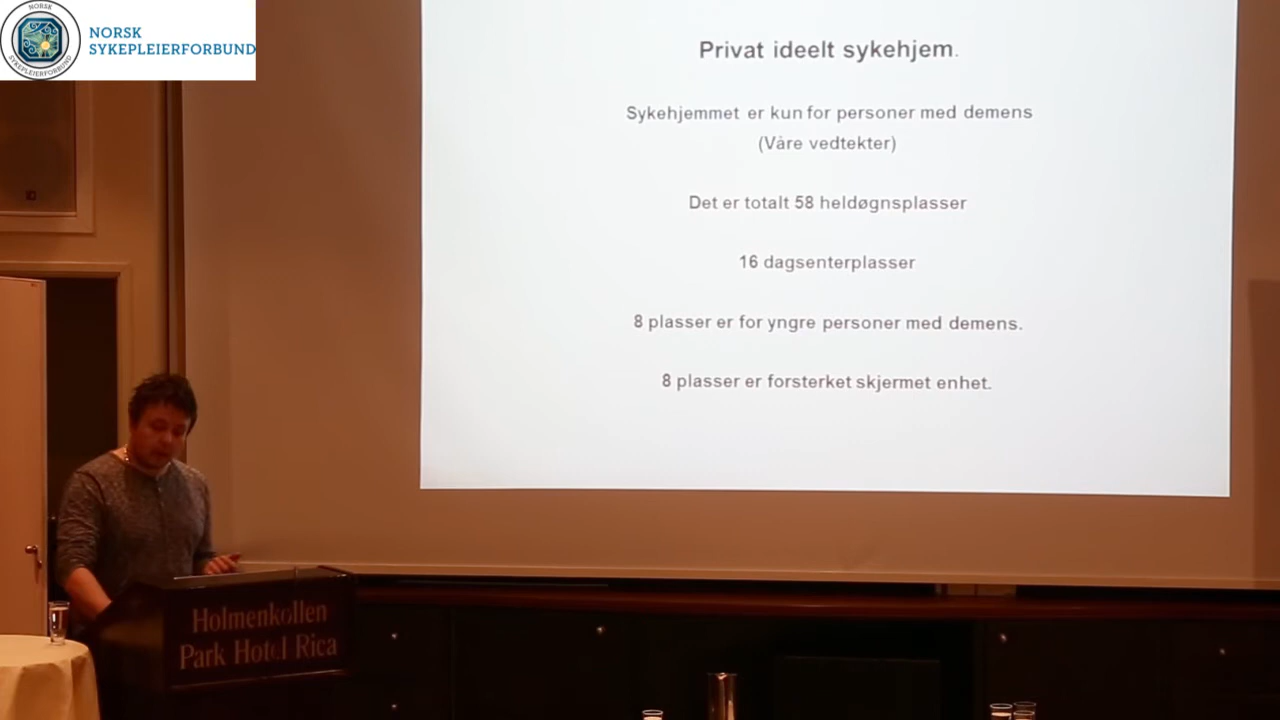 NORSK
SYKEPLEIERFORBUND
NORSK
SYKEPLEIERFORBUND
Privat ideelt sykehjem.
Sykehjemmet er kun for personer med demens
(Våre vedtekter)
Det er totalt 58 heldøgnsplasser
16 dagsenterplasser
8 plasser er for yngre personer med demens.
8 plasser er forsterket skjermet enhet.
Holmenkollen
Park Hotel Rica